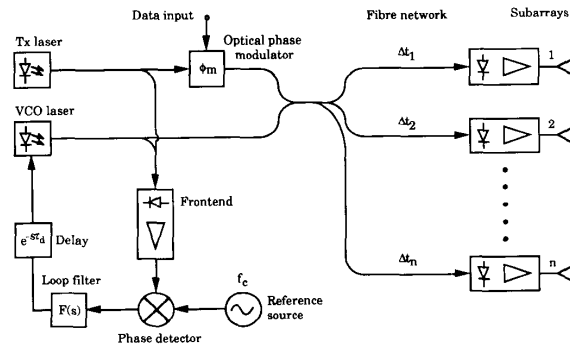 Data input
Fibre network
Subarrays
Tx laser
Optical phase
modulator
ϕm
Δt1
1
VCO laser
Δt2
2
Frontend
e-sτd
Delay
Δtn
n
Loop filter
fc
F(s)
Reference
source
Phase detector